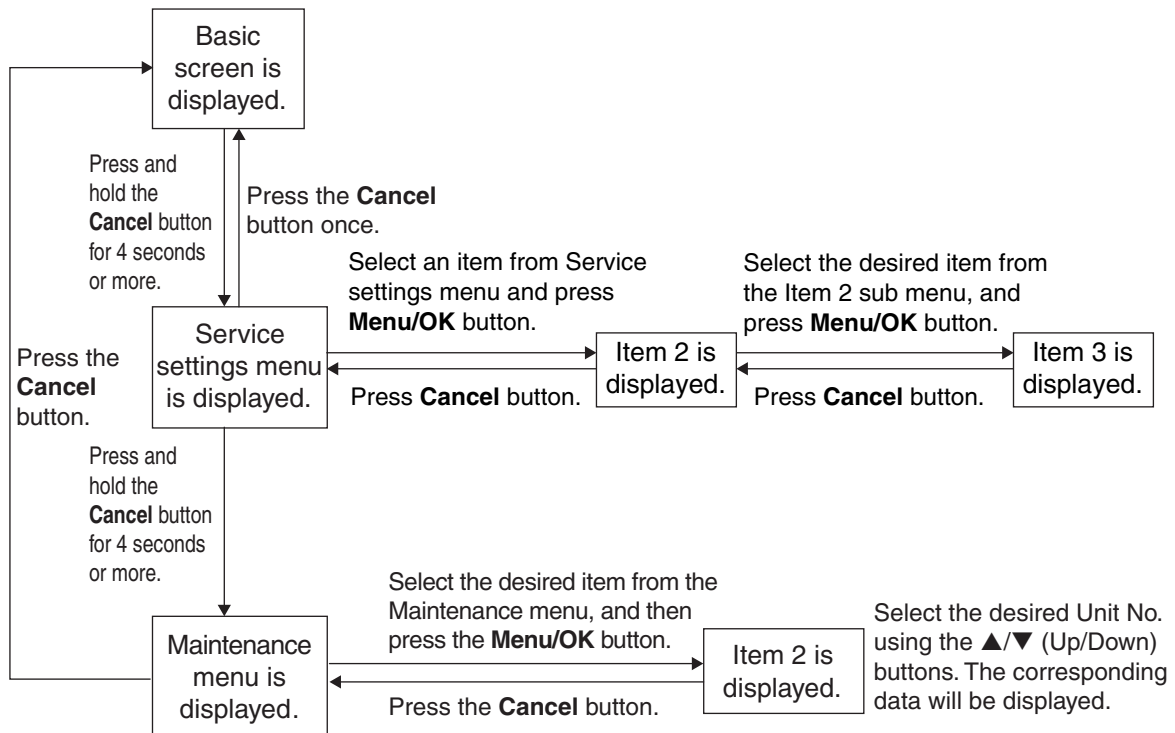 Basic
screen is
displayed.
Press and
hold the
Cancel button
for 4 seconds
or more.
Press the Cancel
button once.
Select an item from Service
settings menu and press
Menu/OK button.
Select the desired item from
the Item 2 sub menu, and
press Menu/OK button.
Press the
Cancel
button.
Service
settings menu
is displayed.
Item 2 is
displayed.
Item 3 is
displayed.
Press Cancel button.
Press Cancel button.
Press and
hold the
Cancel button
for 4 seconds
or more.
Select the desired item from the
Maintenance menu, and then
press the Menu/OK button.
Maintenance
menu is
displayed.
Item 2 is
displayed.
Press the Cancel button.
Select the desired Unit No.
using the ▲/▼ (Up/Down)
buttons. The corresponding
data will be displayed.